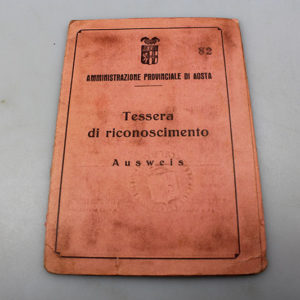 82
AMMINISTRAZIONE PROVINCIALE DI AOSTA
Tessera
di riconoscimento
Ausweis